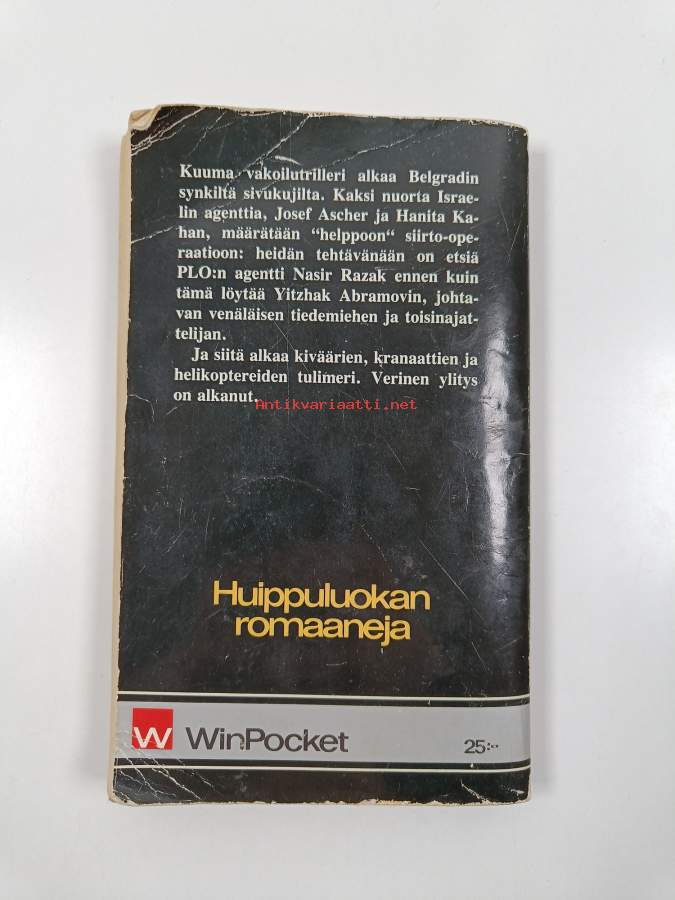 Kuuma vakoilutrilleri alkaa Belgradin
synkiltä sivukujilta. Kaksi nuorta Israe-
lin agenttia, Josef Ascher ja Hanita Ka-
han, määrätään “helppoon“ siirto-ope-
raatioon: heidän tehtävänään on etsiä
PLO:n agentti Nasir Razak ennen kuin
tämä löytää Yitzhak Abramovin, johta-
van venäläisen tiedemiehen ja toisinajat-
telijan.
Ja siitä alkaa kiväärien, kranaattien ja
helikoptereiden tulimeri. Verinen ylitys
on alkanut.
Antikvariaatti.net
Huippuluokan
romaaneja
W WinPocket 25:-